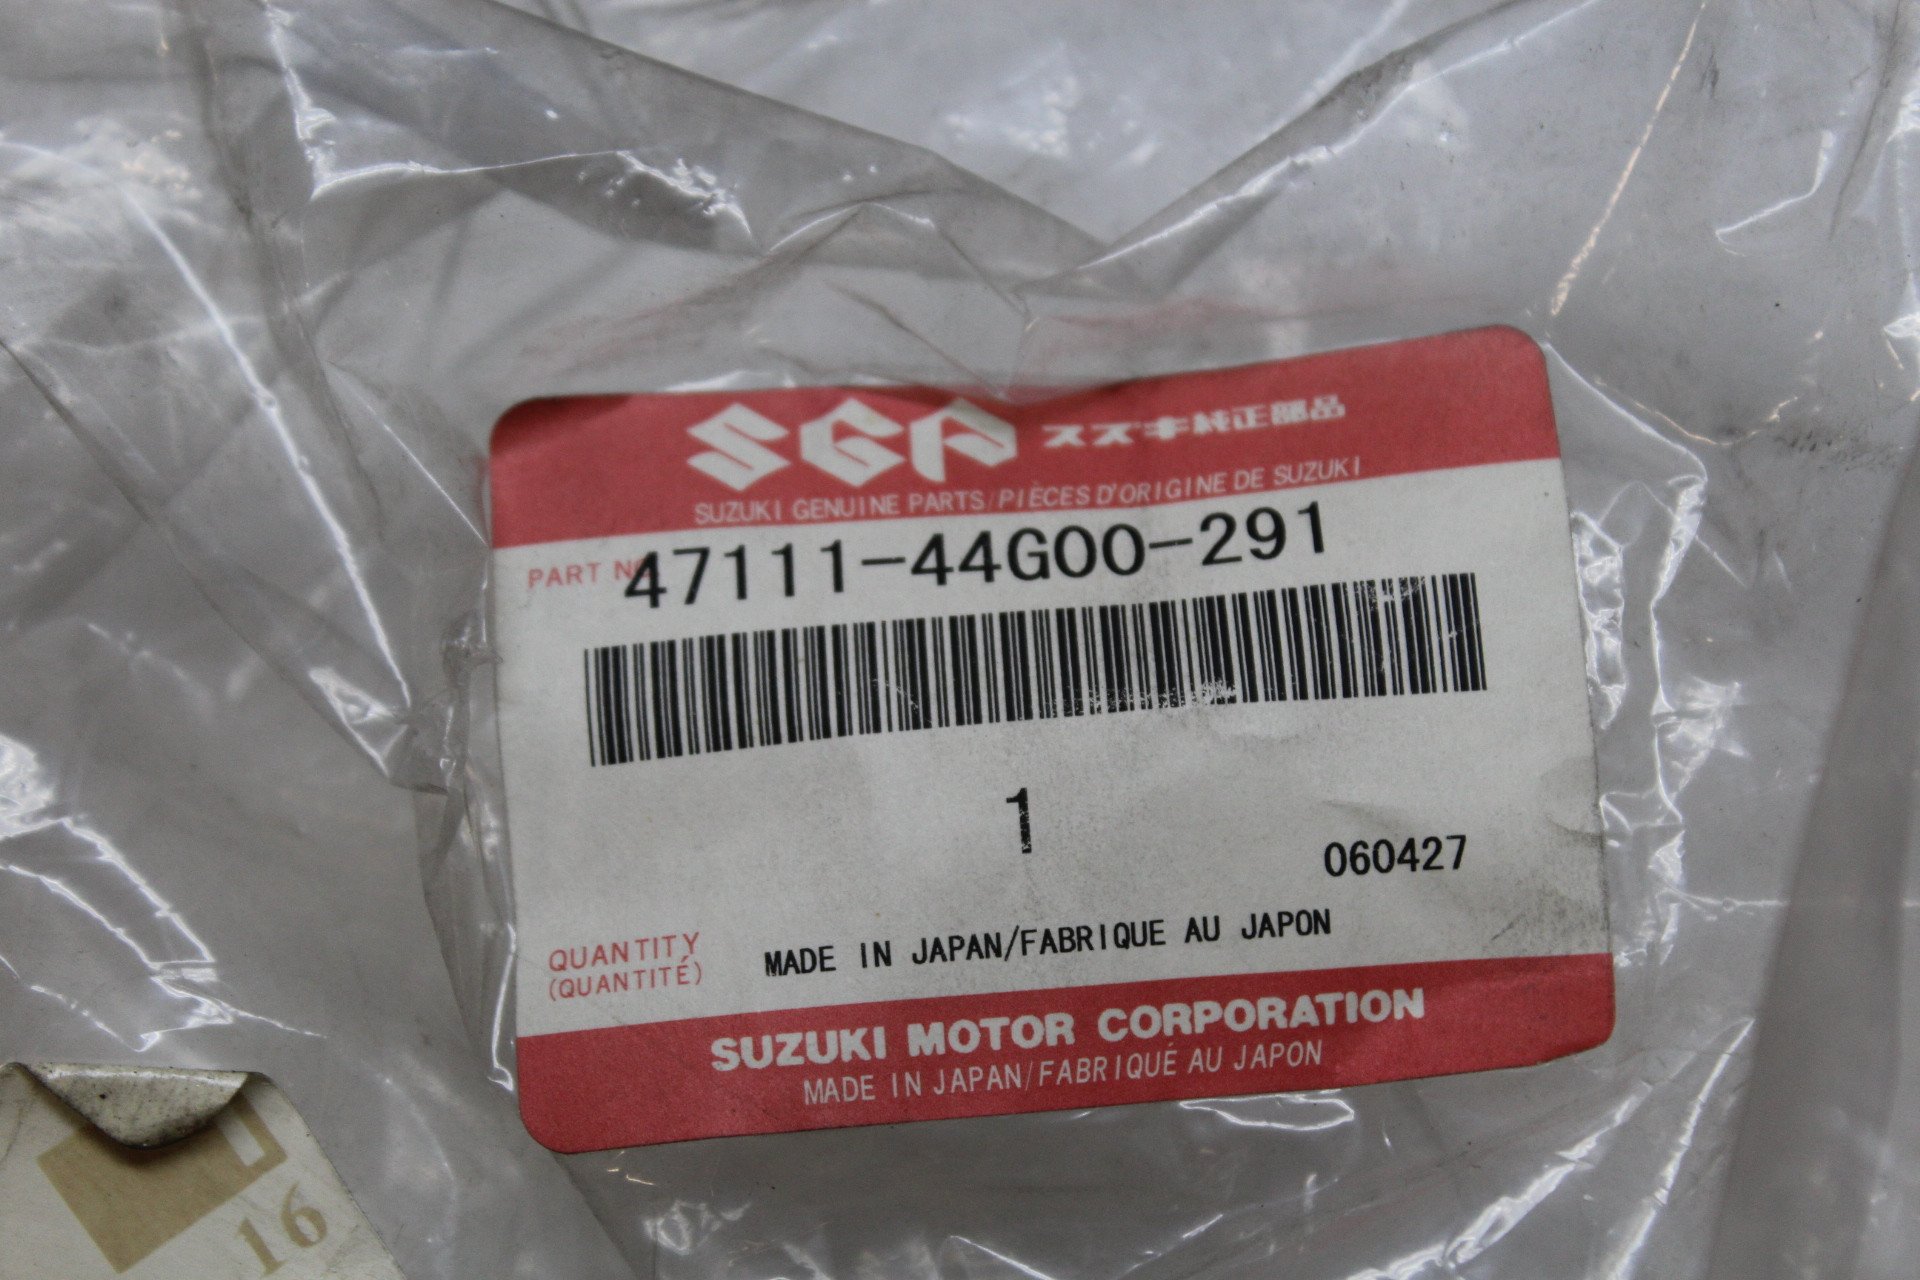 SGP スズキ純正部品
SUZUKI GENUINE PARTS/PIÈCES D'ORIGINE DE SUZUKI
PART NO. 47111-44G00-291
1
060427
QUANTITY
(QUANTITÉ)
MADE IN JAPAN/FABRIQUE AU JAPON
SUZUKI MOTOR CORPORATION
MADE IN JAPAN/FABRIQUÉ AU JAPON
16